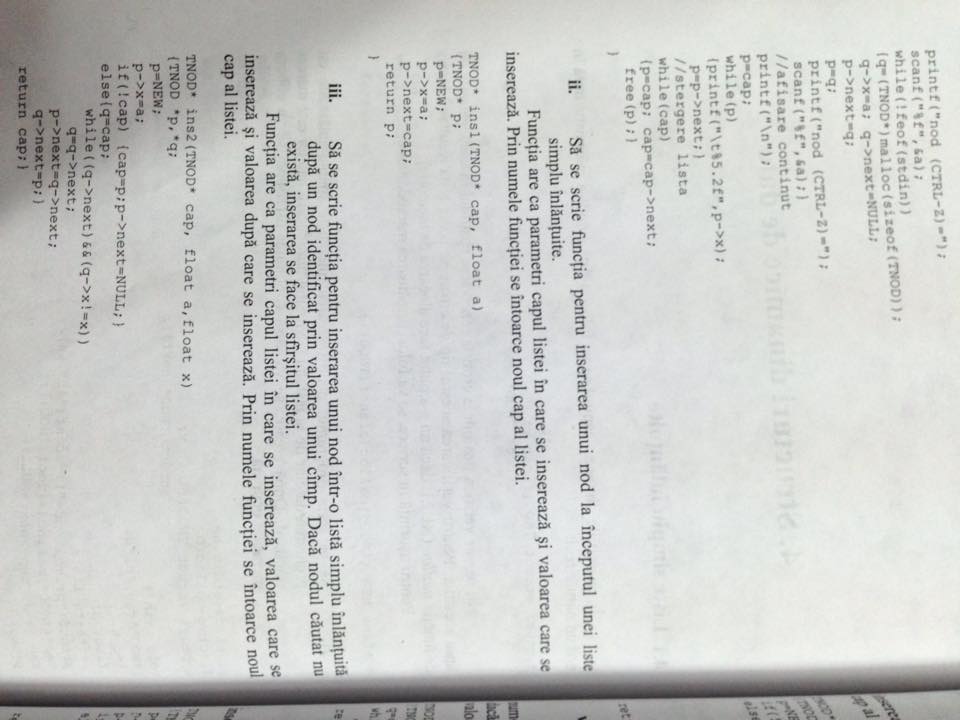 printf("nod (CTRL-Z)=");
scanf("%f",&a);
while(!feof(stdin))
{q=(TNOD*)malloc(sizeof(TNOD));
q->x=a; q->next=NULL;
p->next=q;
p=q;
printf("nod (CTRL-Z)=");
scanf("%f",&a);}
//afisare continut
printf("\n");
p=cap;
while(p)
{printf("\t%5.2f",p->x);
p=p->next;}
//stergere lista
while(cap)
{p=cap; cap=cap->next;
free(p);}
}
ii. Să se scrie funcţia pentru inserarea unui nod la începutul unei liste
simplu înlănţuite.
Funcţia are ca parametri capul listei în care se inserează şi valoarea care se
inserează. Prin numele funcţiei se întoarce noul cap al listei.
TNOD* ins1(TNOD* cap, float a)
{TNOD* p;
p=NEW;
p->x=a;
p->next=cap;
return p;
}
iii. Să se scrie funcţia pentru inserarea unui nod într-o listă simplu înlănţuită
după un nod identificat prin valoarea unui cîmp. Dacă nodul căutat nu
există, inserarea se face la sfîrşitul listei.
Funcţia are ca parametri capul listei în care se inserează, valoarea care se
inserează şi valoarea după care se inserează. Prin numele funcţiei se întoarce noul
cap al listei.
TNOD* ins2(TNOD* cap, float a,float x)
{TNOD *p,*q;
p=NEW;
p->x=a;
if(!cap) {cap=p;p->next=NULL;}
else{q=cap;
while((q->next)&&(q->x!=x))
q=q->next;
p->next=q->next;
q->next=p;}
return cap;}